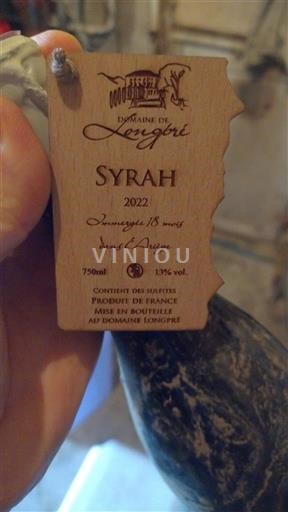 DOMAINE DE
Longpré
SYRAH
2022
Immergée 18 mois
dans l'Ariège
VINIOU
750ml 13% vol.
CONTIENT DES SULFITES
PRODUIT DE FRANCE
MISE EN BOUTEILLE
AU DOMAINE LONGPRÉ